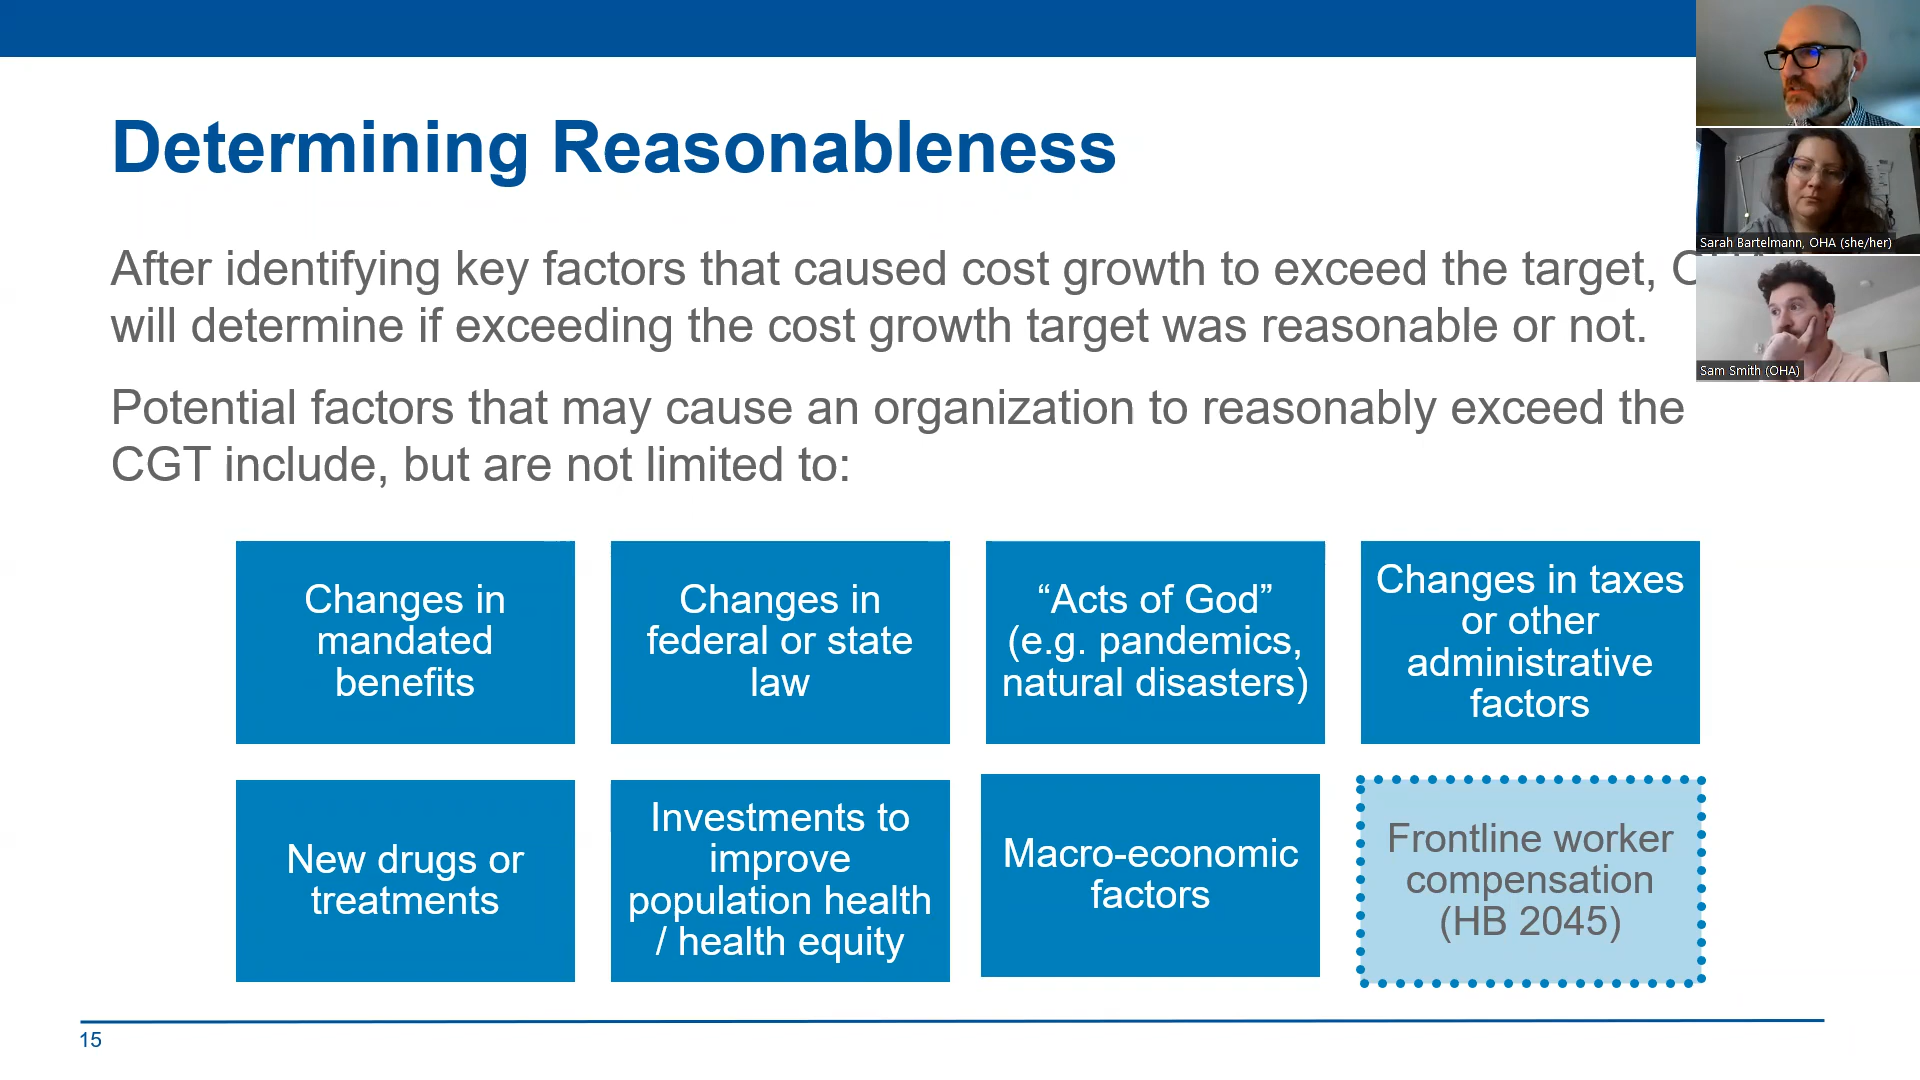 Determining Reasonableness
After identifying key factors that caused cost growth to exceed the target,
will determine if exceeding the cost growth target was reasonable or not.
Potential factors that may cause an organization to reasonably exceed the
CGT include, but are not limited to:
Changes in
mandated
benefits
Changes in
federal or state
law
“Acts of God”
(e.g. pandemics,
natural disasters)
Changes in taxes
or other
administrative
factors
New drugs or
treatments
Investments to
improve
population health
/ health equity
Macro-economic
factors
Frontline worker
compensation
(HB 2045)
15
Sarah Bartelmann, OHA (she/her)
Sam Smith (OHA)